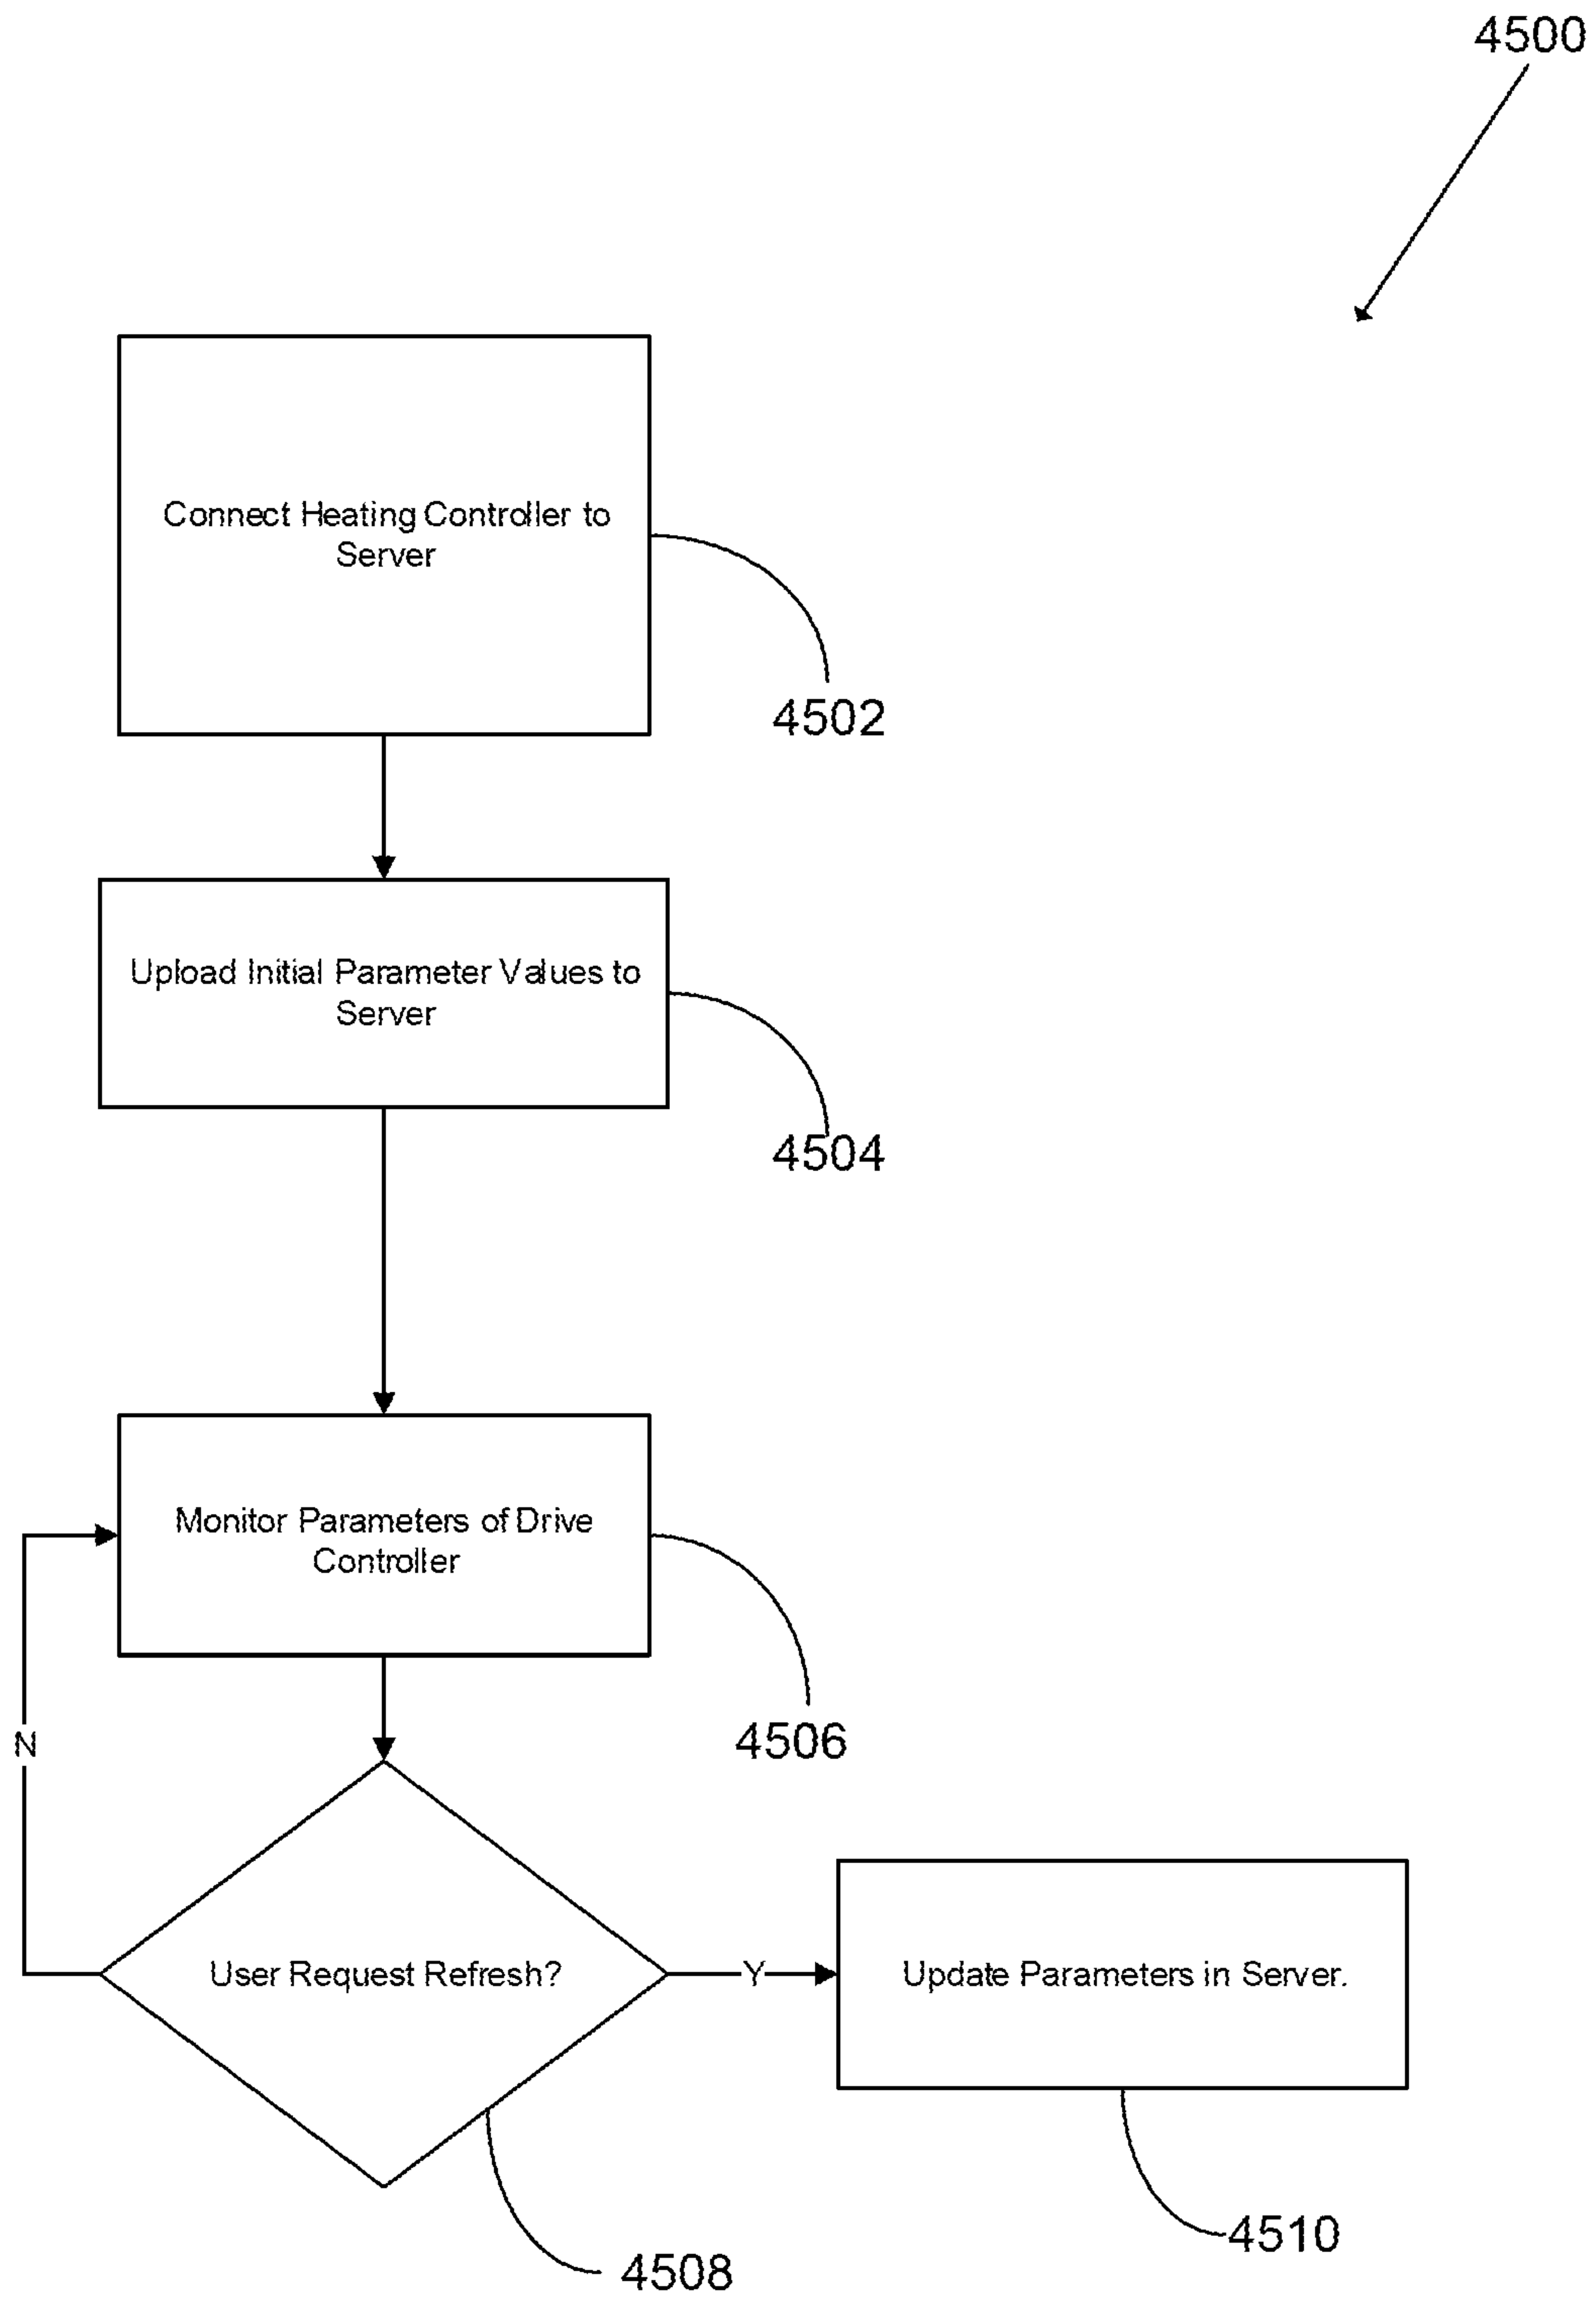 4500
Connect Heating Controller to
Server
4502
Upload Initial Parameter Values to
Server
4504
Monitor Parameters of Drive
Controller
4506
N
User Request Refresh?
Y
Update Parameters in Server.
4510
4508